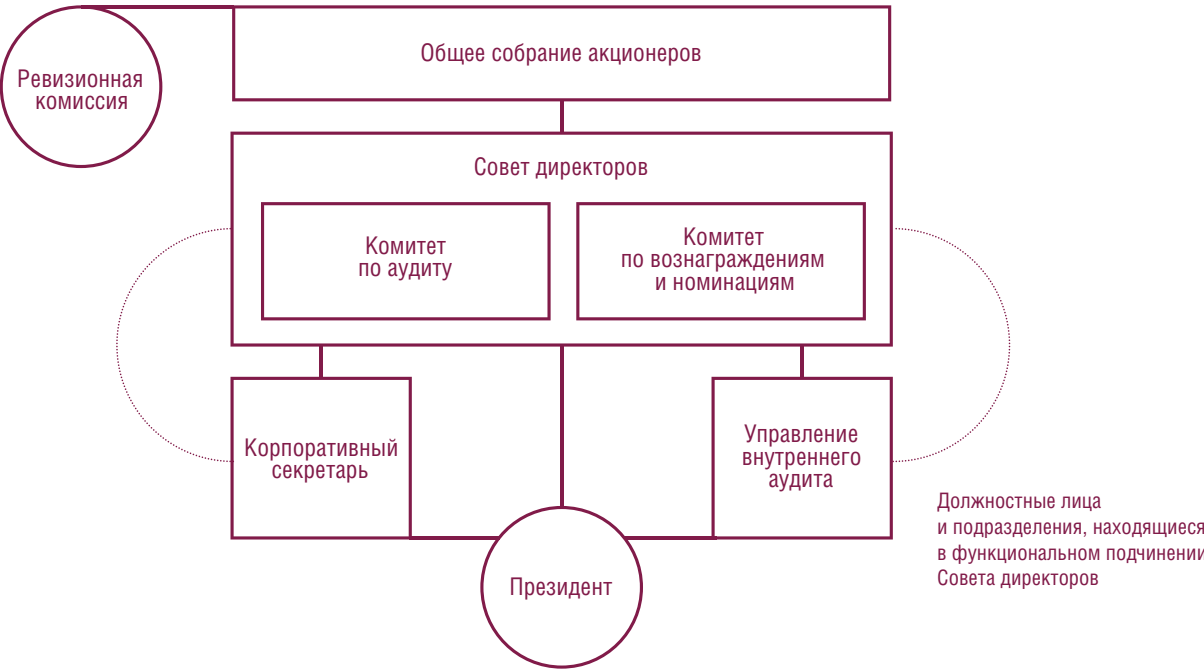 Общее собрание акционеров
Ревизионная
комиссия
Совет директоров
Комитет
по аудиту
Комитет
по вознаграждениям
и номинациям
Корпоративный
секретарь
Управление
внутреннего
аудита
Должностные лица
и подразделения, находящиеся
в функциональном подчинении
Совета директоров
Президент